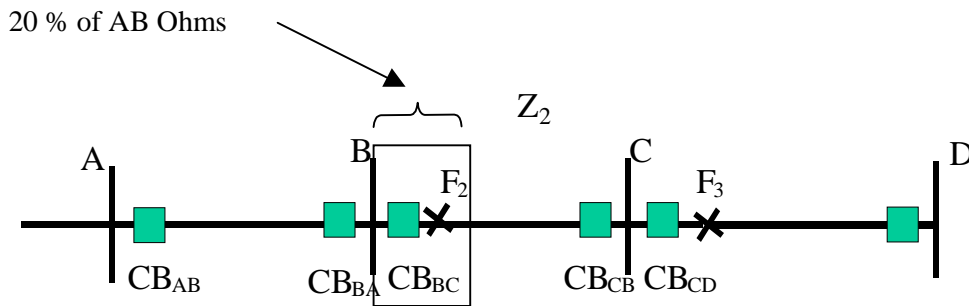 20 % of AB Ohms
Z2
A B C D
F2 F3
CBAB CBBA CBBC CBCB CBCD